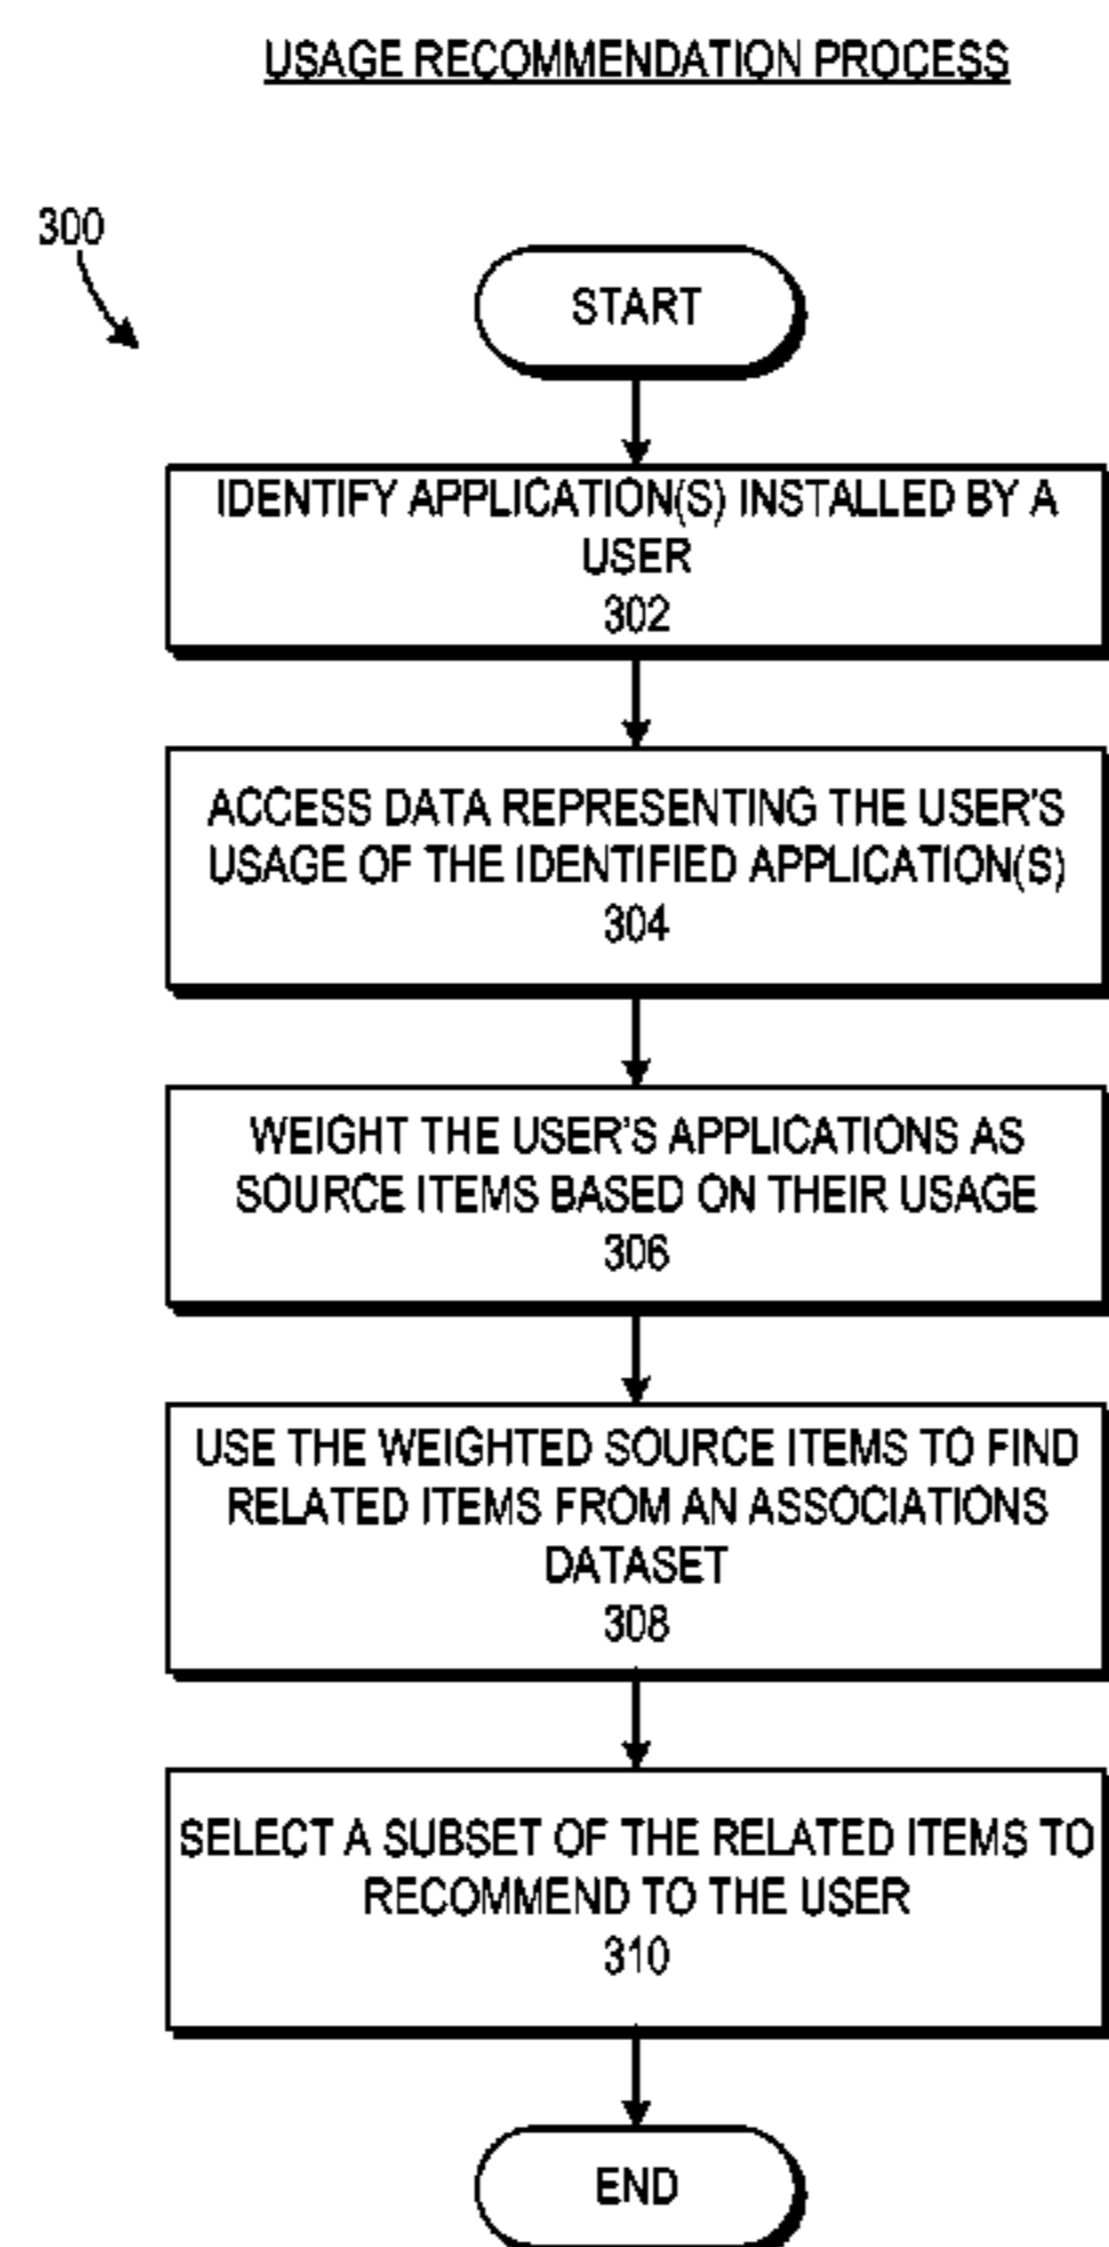 USAGE RECOMMENDATION PROCESS
300
START
IDENTIFY APPLICATION(S) INSTALLED BY A
USER
302
ACCESS DATA REPRESENTING THE USER'S
USAGE OF THE IDENTIFIED APPLICATION(S)
304
WEIGHT THE USER'S APPLICATIONS AS
SOURCE ITEMS BASED ON THEIR USAGE
306
USE THE WEIGHTED SOURCE ITEMS TO FIND
RELATED ITEMS FROM AN ASSOCIATIONS
DATASET
308
SELECT A SUBSET OF THE RELATED ITEMS TO
RECOMMEND TO THE USER
310
END